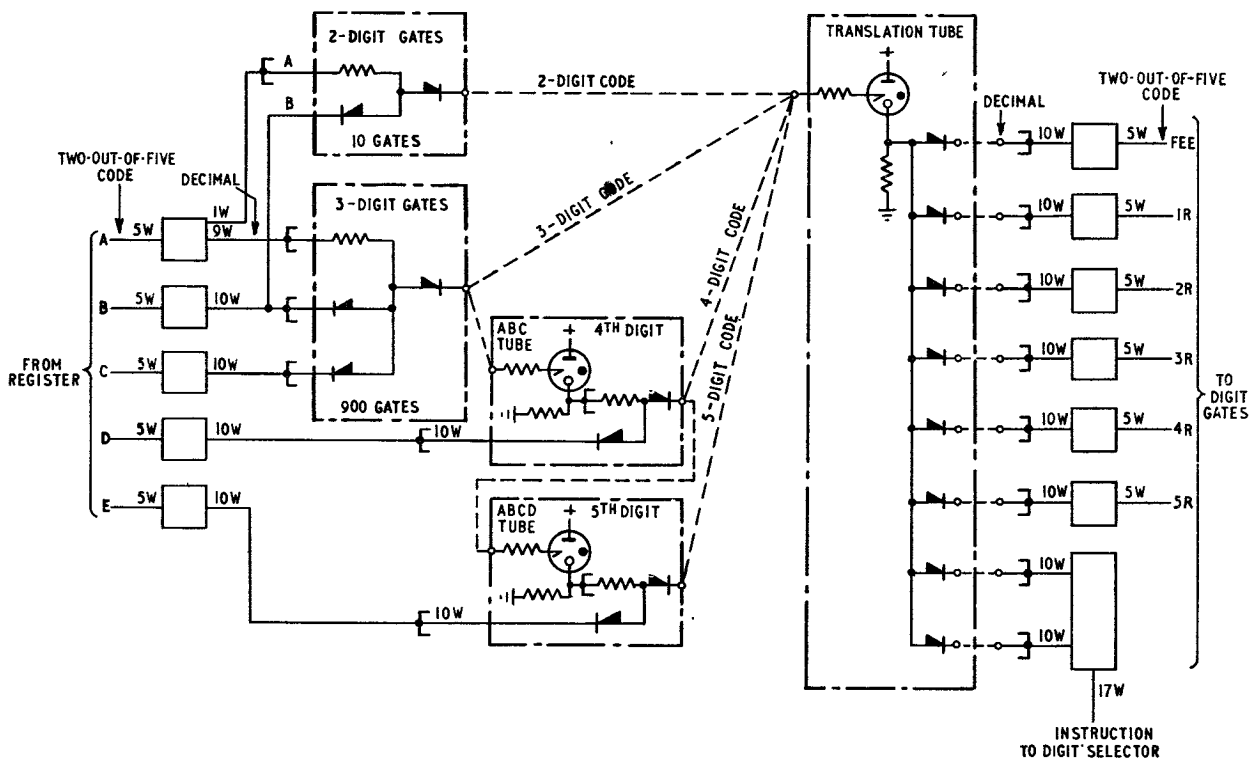 2-DIGIT GATES
A
B
10 GATES
2-DIGIT CODE
TRANSLATION TUBE
+
DECIMAL
TWO-OUT-OF-FIVE
CODE
TWO-OUT-OF-FIVE
CODE
DECIMAL
1W
9W
3-DIGIT GATES
900 GATES
3-DIGIT CODE
4-DIGIT CODE
5-DIGIT CODE
FROM
REGISTER
A 5W
B 5W 10W
C 5W 10W
D 5W 10W 10W
E 5W 10W 10W
ABC
TUBE
+
4TH DIGIT
ABCD
TUBE
+
5TH DIGIT
10W 5W FEE
10W 5W 1R
10W 5W 2R
10W 5W 3R
10W 5W 4R
10W 5W 5R
10W
10W
17W
TO
DIGIT
GATES
INSTRUCTION
TO DIGIT SELECTOR